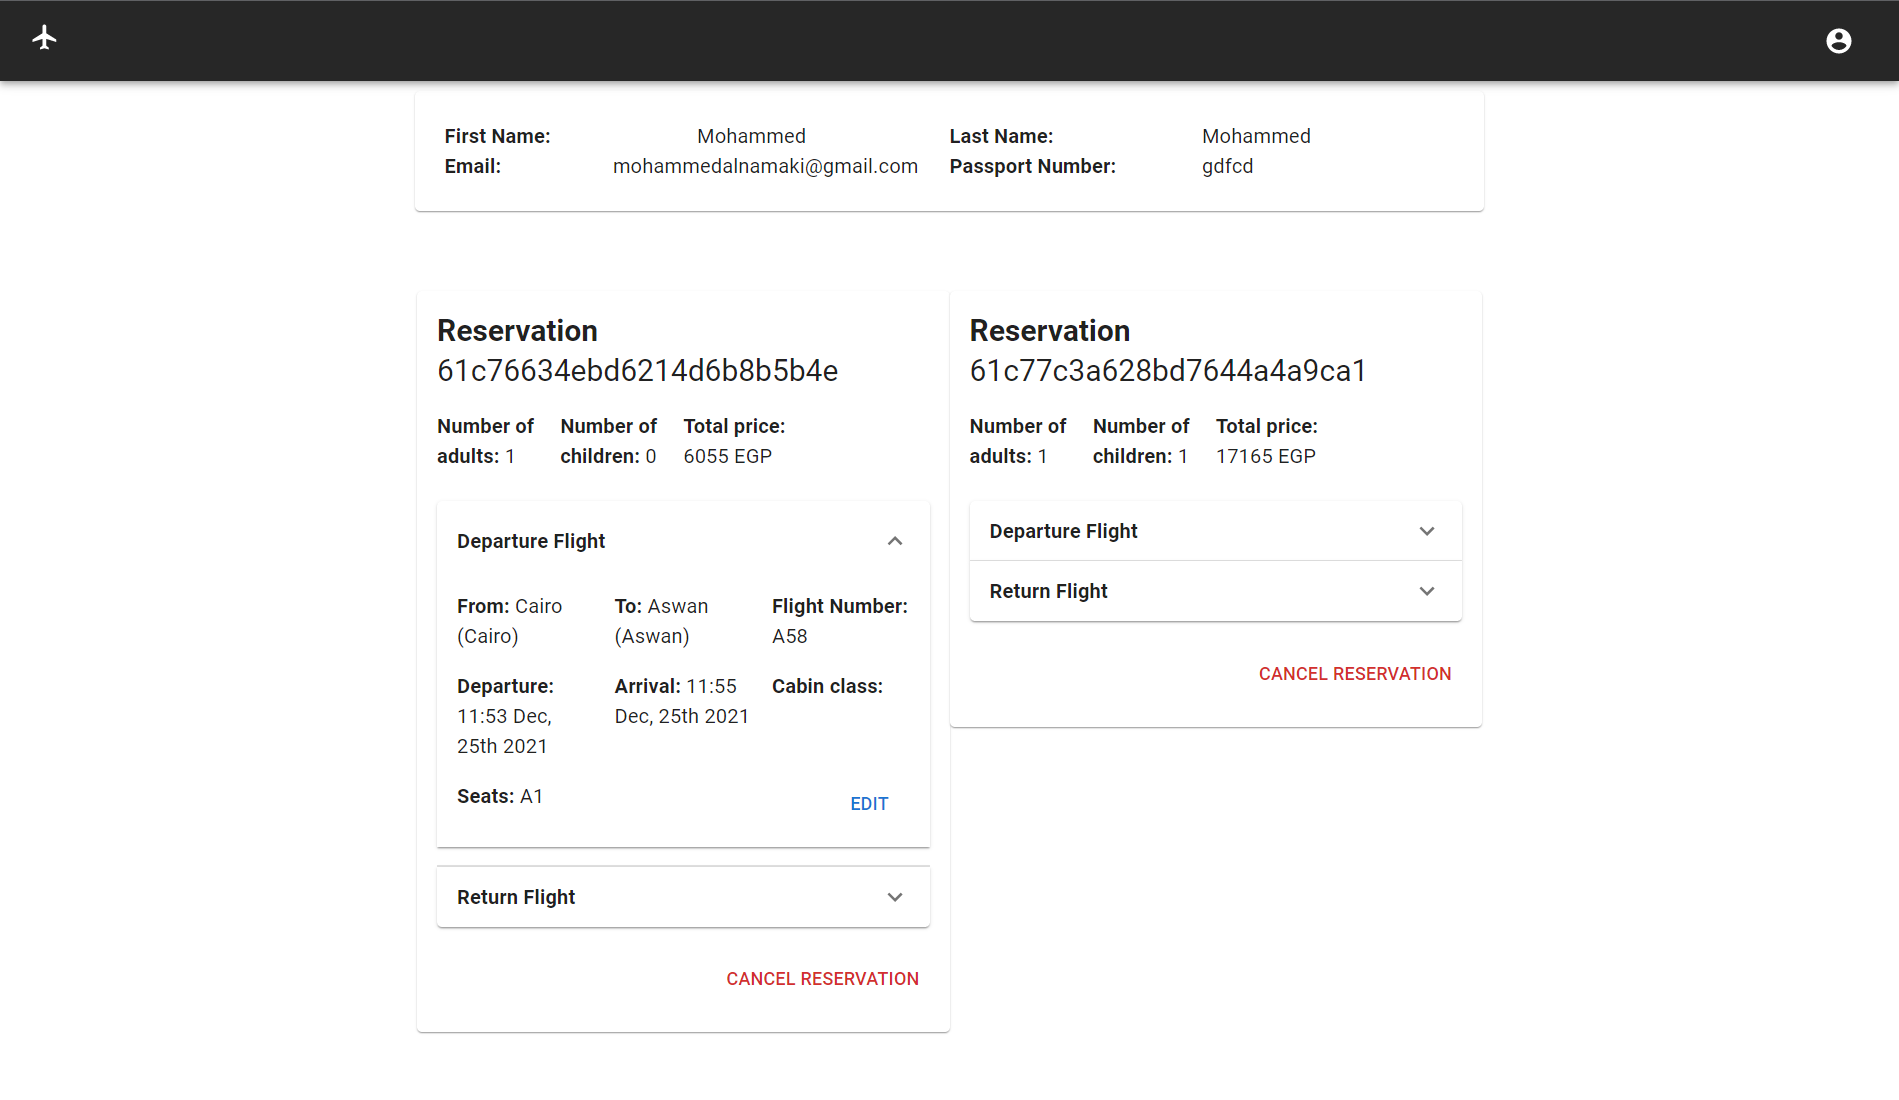 First Name: Mohammed Last Name: Mohammed
Email: mohammedalnamaki@gmail.com Passport Number: gdfcd
Reservation
61c76634ebd6214d6b8b5b4e
Number of adults: 1
Number of children: 0
Total price: 6055 EGP
Departure Flight
From: Cairo (Cairo)
To: Aswan (Aswan)
Flight Number: A58
Departure: 11:53 Dec, 25th 2021
Arrival: 11:55 Dec, 25th 2021
Cabin class:
Seats: A1
EDIT
Return Flight
CANCEL RESERVATION
Reservation
61c77c3a628bd7644a4a9ca1
Number of adults: 1
Number of children: 1
Total price: 17165 EGP
Departure Flight
Return Flight
CANCEL RESERVATION